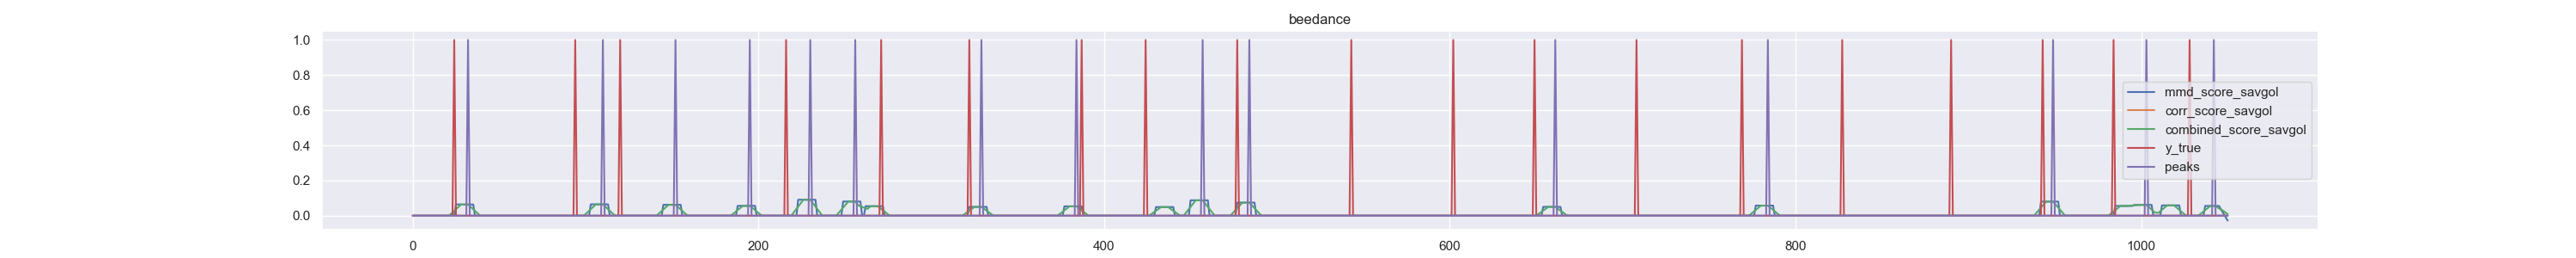 beedance
1.0
0.8
0.6
0.4
0.2
0.0
0 200 400 600 800 1000
mmd_score_savgol
corr_score_savgol
combined_score_savgol
y_true
peaks